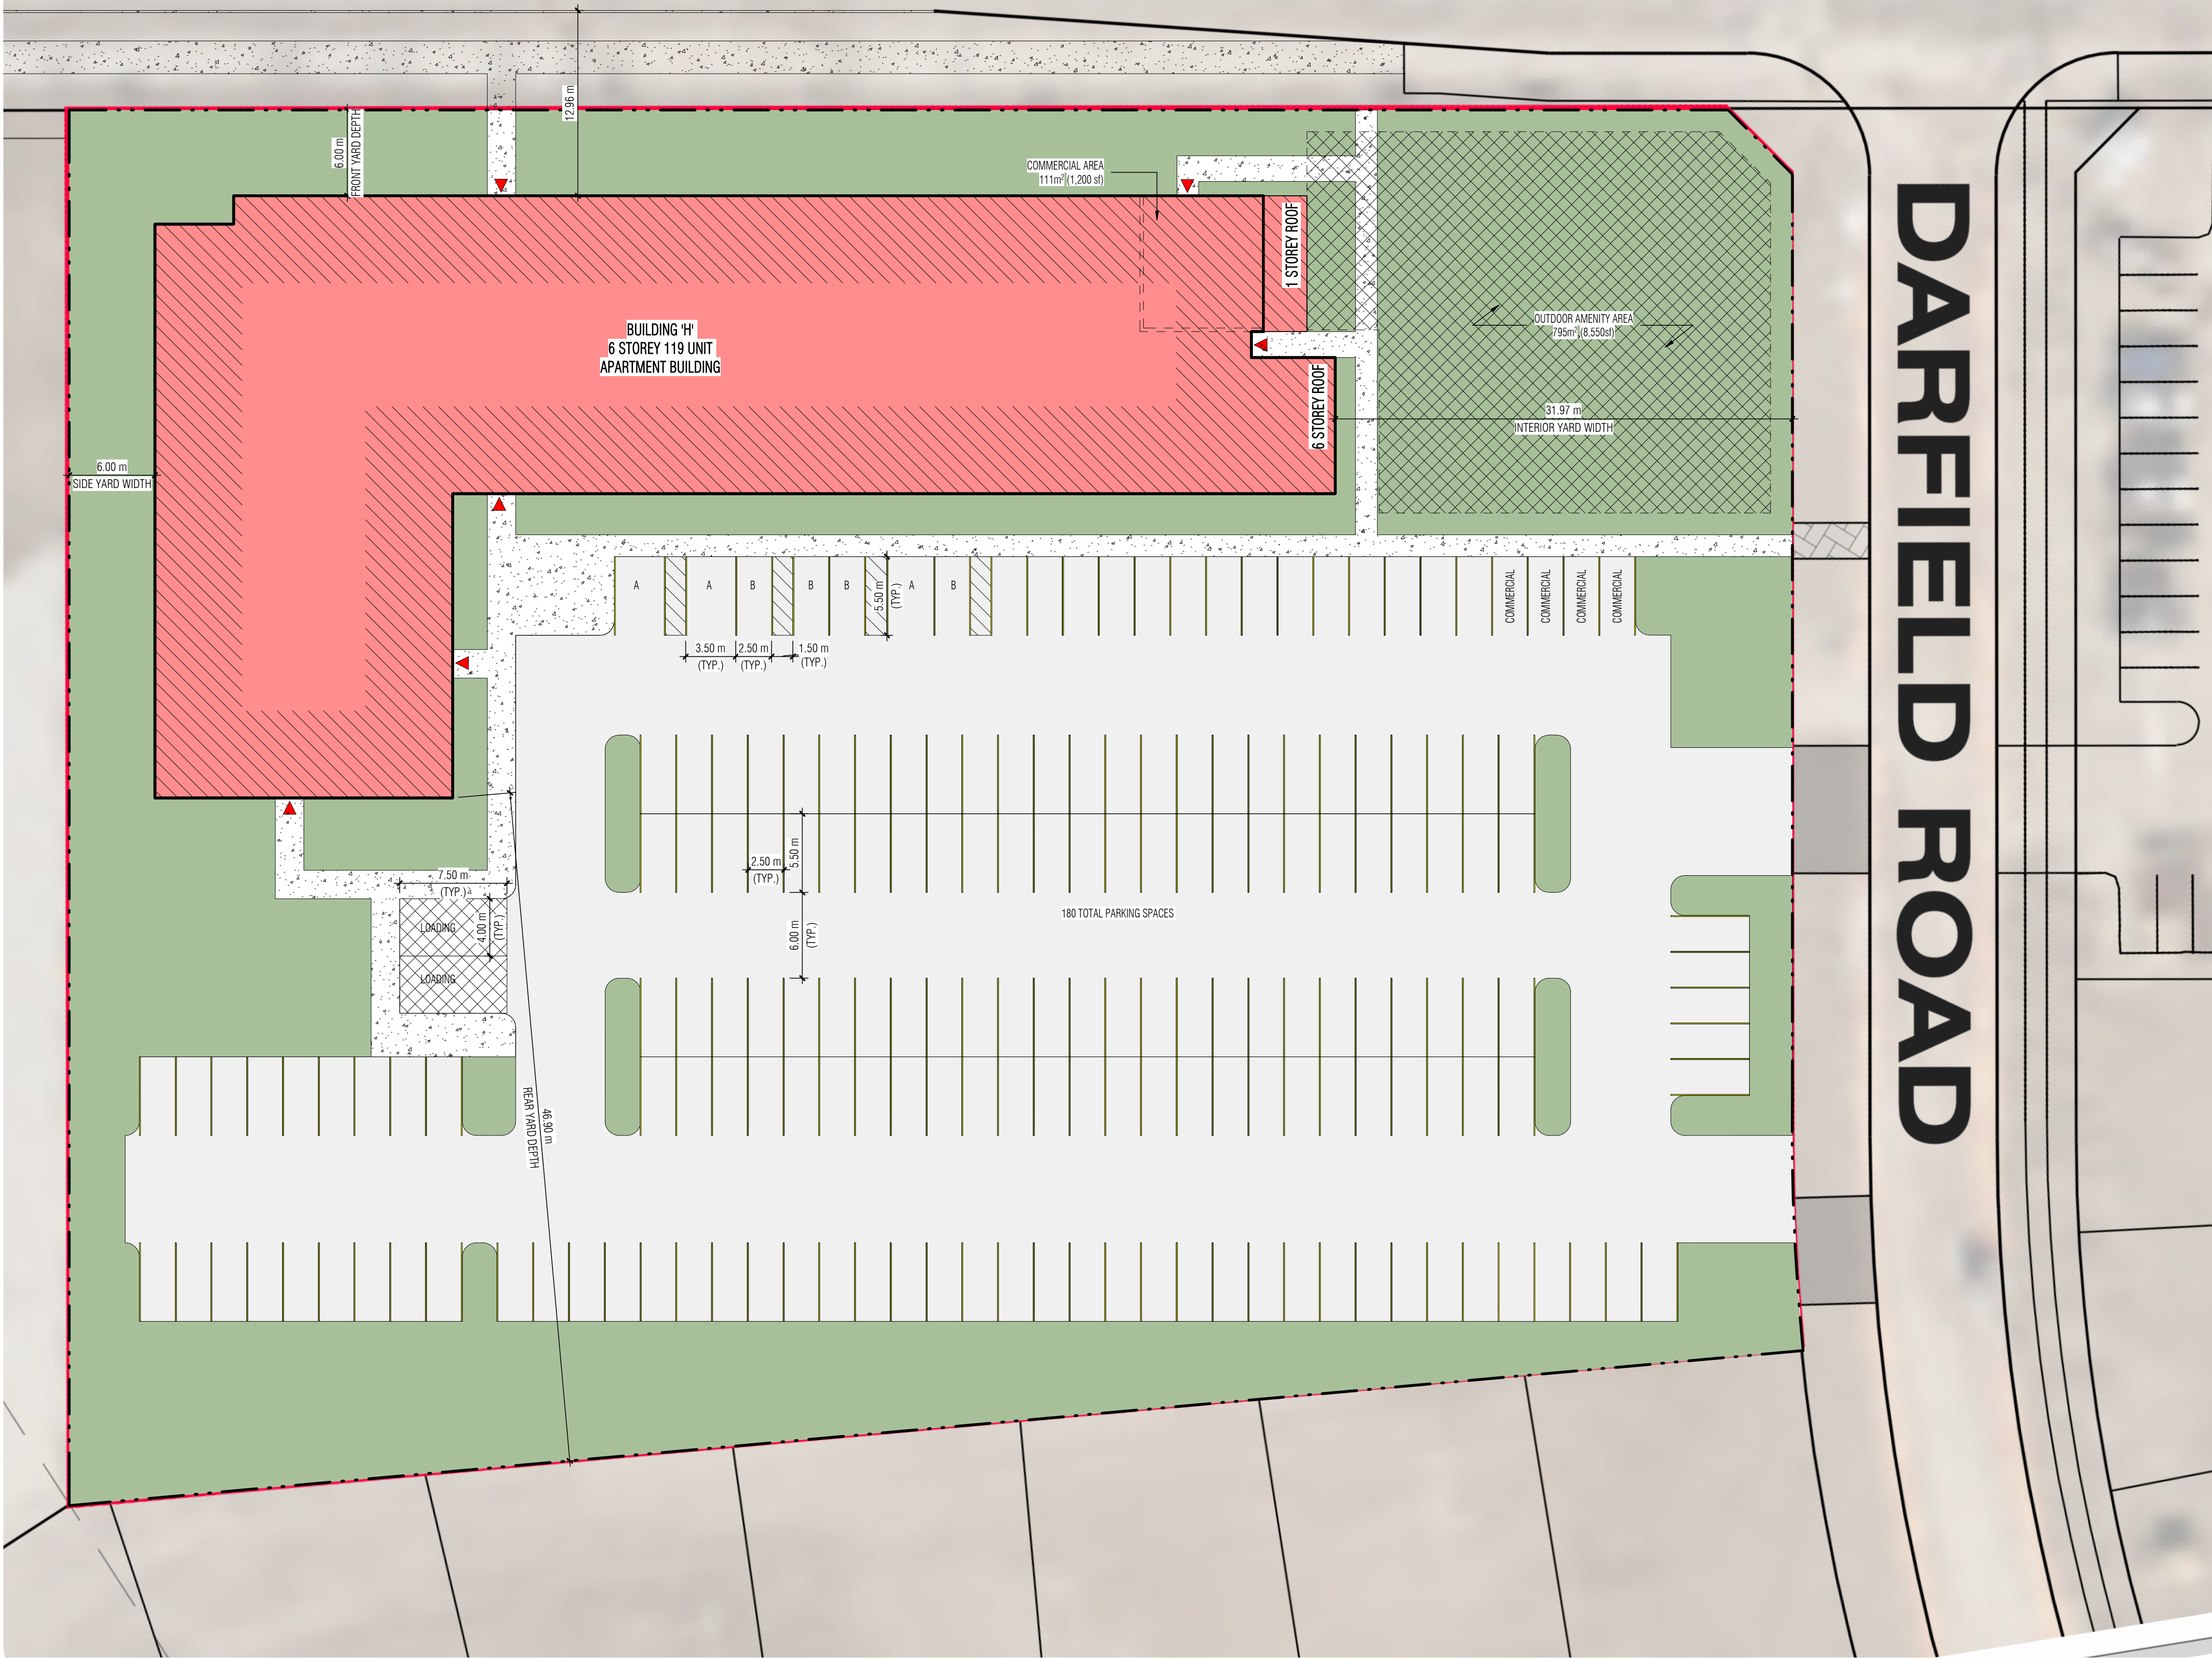 12.96 m
6.00 m
FRONT YARD DEPTH
COMMERCIAL AREA
111m² (1,200 sf)
1 STOREY ROOF
OUTDOOR AMENITY AREA
795m² (8,550sf)
BUILDING 'H'
6 STOREY 119 UNIT
APARTMENT BUILDING
6 STOREY ROOF
31.97 m
INTERIOR YARD WIDTH
6.00 m
SIDE YARD WIDTH
DARFIELD ROAD
A
A
B
B
B
A
B
5.50 m
(TYP.)
COMMERCIAL
COMMERCIAL
COMMERCIAL
COMMERCIAL
3.50 m
(TYP.)
2.50 m
(TYP.)
1.50 m
(TYP.)
5.50 m
2.50 m
(TYP.)
7.50 m
(TYP.)
LOADING
4.00 m
(TYP.)
LOADING
180 TOTAL PARKING SPACES
6.00 m
(TYP.)
46.90 m
REAR YARD DEPTH